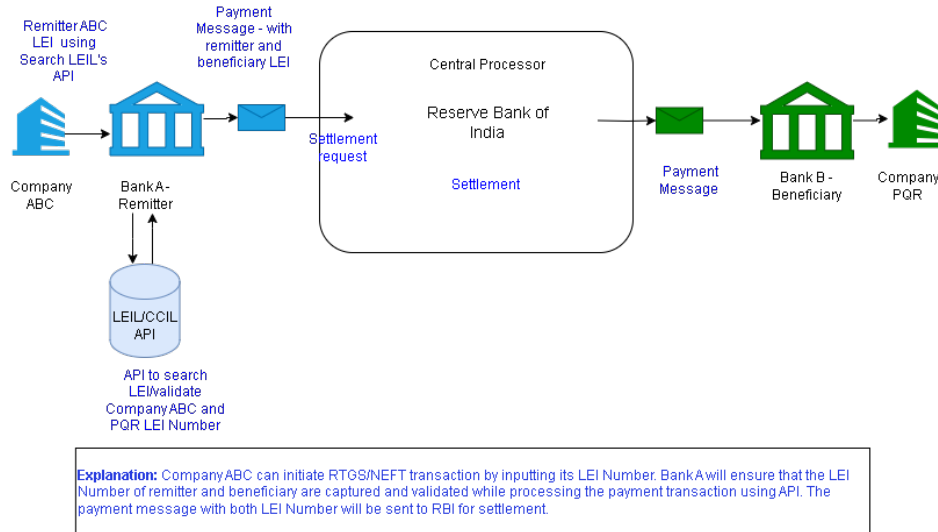 Remitter ABC
LEI using
Search LEIL's
API
Payment
Message - with
remitter and
beneficiary LEI
Central Processor
Reserve Bank of
India
Settlement
request
Settlement
Payment
Message
Company
ABC
Bank A -
Remitter
Bank B -
Beneficiary
Company
PQR
LEIL/CCIL
API
API to search
LEI/validate
Company ABC and
PQR LEI Number
Explanation: Company ABC can initiate RTGS/NEFT transaction by inputting its LEI Number. Bank A will ensure that the LEI
Number of remitter and beneficiary are captured and validated while processing the payment transaction using API. The
payment message with both LEI Number will be sent to RBI for settlement.